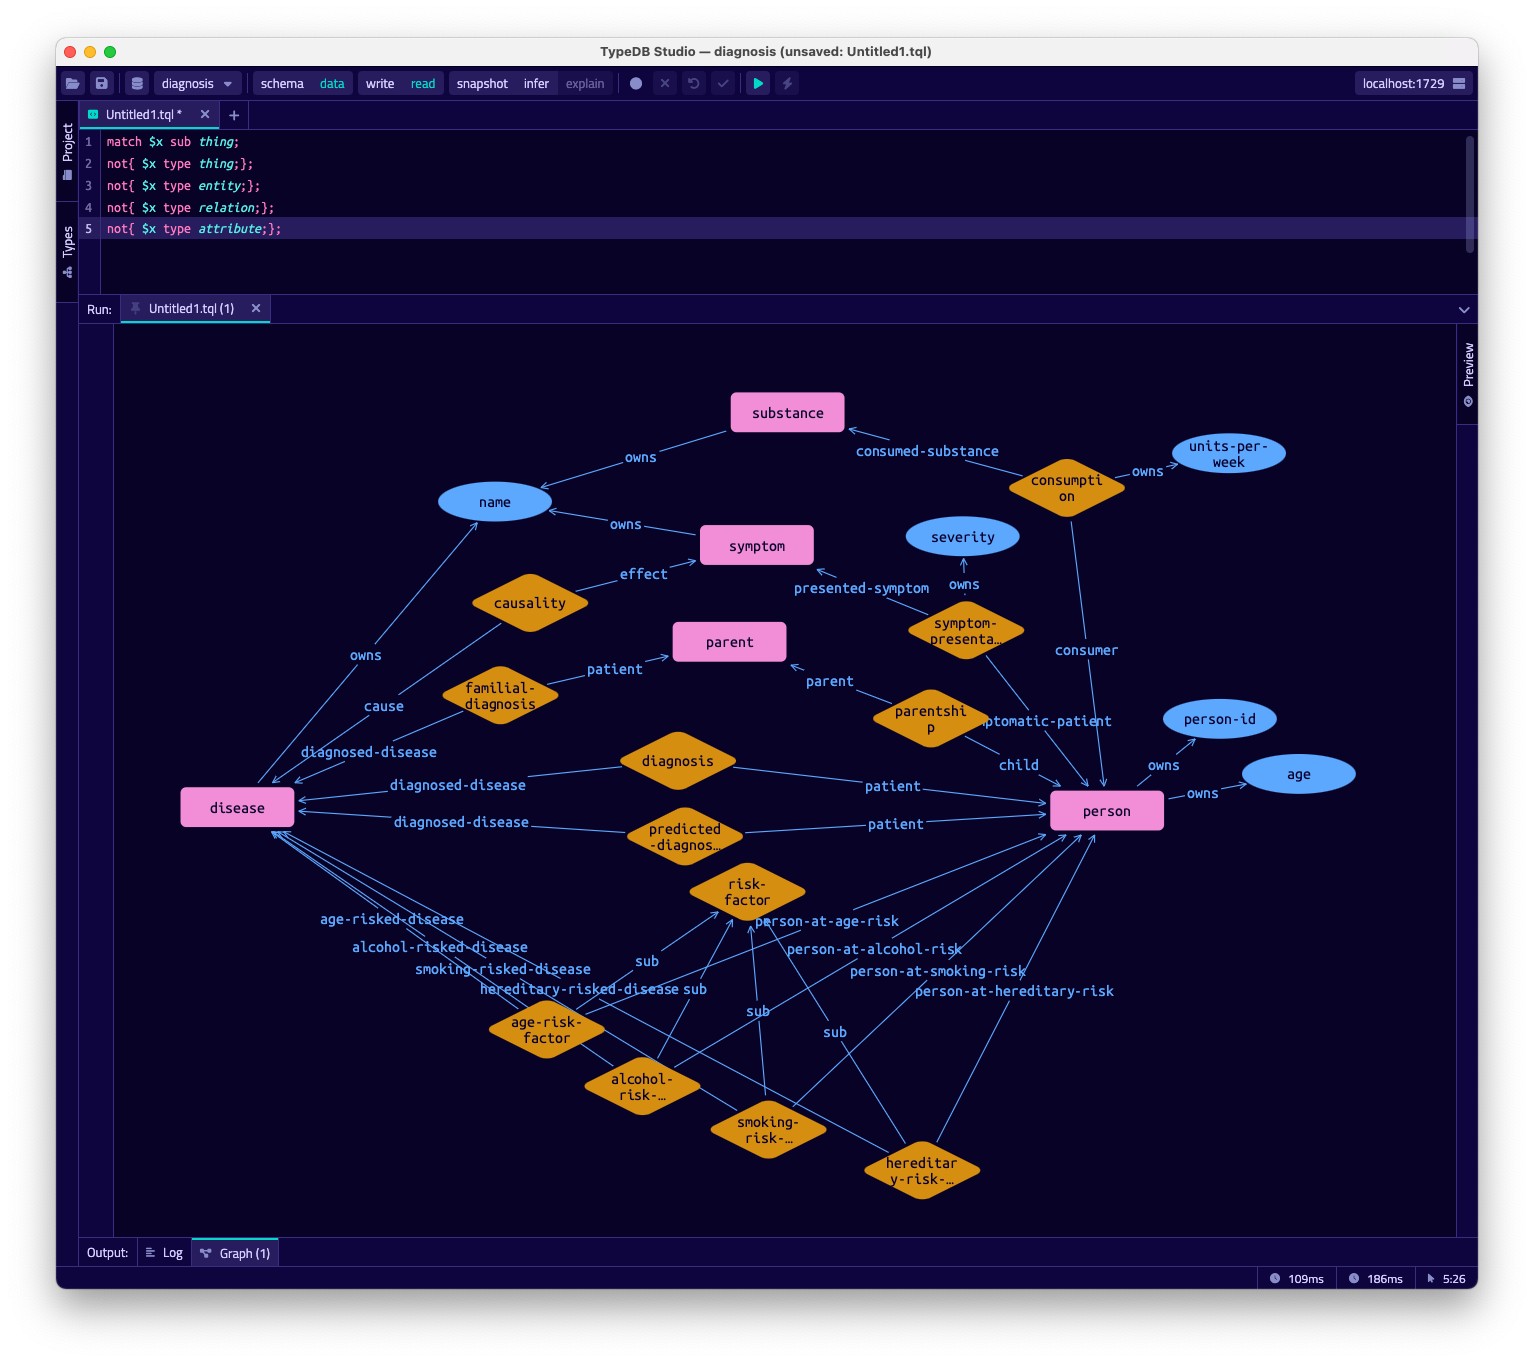 TypeDB Studio — diagnosis (unsaved: Untitled1.tql)
diagnosis
schema data
write read
snapshot infer explain
localhost:1729
Project
Types
Untitled1.tql *
1 match $x sub thing;
2 not{ $x type thing;};
3 not{ $x type entity;};
4 not{ $x type relation;};
5 not{ $x type attribute;};
Run: Untitled1.tql (1)
Preview
substance
consumed-substance
units-per-
week
owns
owns
consumpti
on
name
owns
symptom
severity
effect
presented-symptom
owns
causality
symptom-
presenta…
parent
owns
consumer
patient
parent
familial-
diagnosis
cause
parentshi
p
ptomatic-patient
person-id
diagnosed-disease
diagnosis
child
owns
age
diagnosed-disease
patient
owns
disease
person
diagnosed-disease
predicted
-diagnos…
patient
risk-
factor
age-risked-disease
person-at-age-risk
alcohol-risked-disease
person-at-alcohol-risk
sub
smoking-risked-disease
person-at-smoking-risk
hereditary-risked-disease
sub
person-at-hereditary-risk
sub
age-risk-
factor
sub
alcohol-
risk-…
smoking-
risk-…
hereditar
y-risk-…
Output: Log Graph (1)
109ms 186ms 5:26